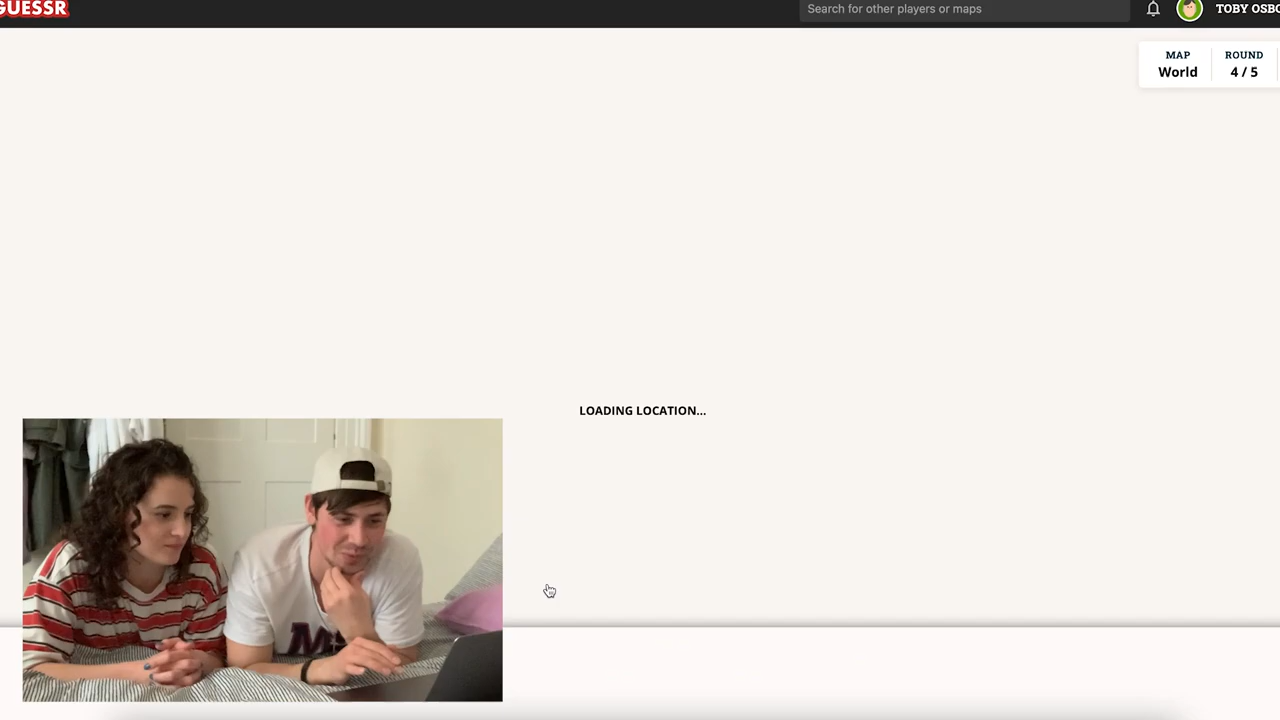 GUESSR
Search for other players or maps
TOBY OSBO
MAP
World
ROUND
4 / 5
LOADING LOCATION...
M